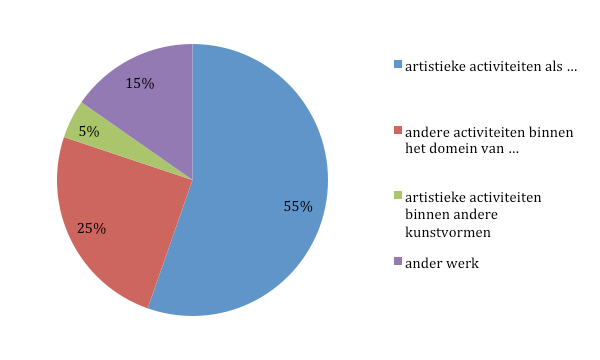 15%
5%
25%
55%
artistieke activiteiten als ...
andere activiteiten binnen
het domein van ...
artistieke activiteiten
binnen andere
kunstvormen
ander werk